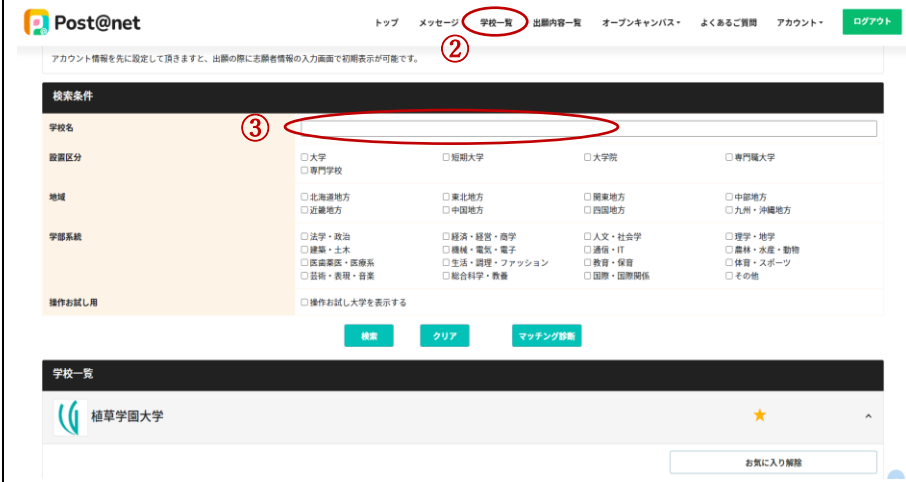 Post@net
トップ メッセージ 学校一覧 出願内容一覧 オープンキャンパス よくあるご質問 アカウント ログアウト
②
アカウント情報を先に設定して頂きますと、出願の際に志願者情報の入力画面で初期表示が可能です。
検索条件
学校名 ③
設置区分 大学 短期大学 大学院 専門職大学
専門学校
地域 北海道地方 東北地方 関東地方 中部地方
近畿地方 中国地方 四国地方 九州・沖縄地方
学部系統 法学・政治 経済・経営・商学 人文・社会学 理学・地学
建築・土木 機械・電気・電子 通信・IT 農林・水産・動物
医歯薬医・医療系 生活・調理・ファッション 教育・保育 体育・スポーツ
芸術・表現・音楽 総合科学・教養 国際・国際関係 その他
操作お試し用 操作お試し大学を表示する
検索 クリア マッチング診断
学校一覧
植草学園大学
お気に入り解除